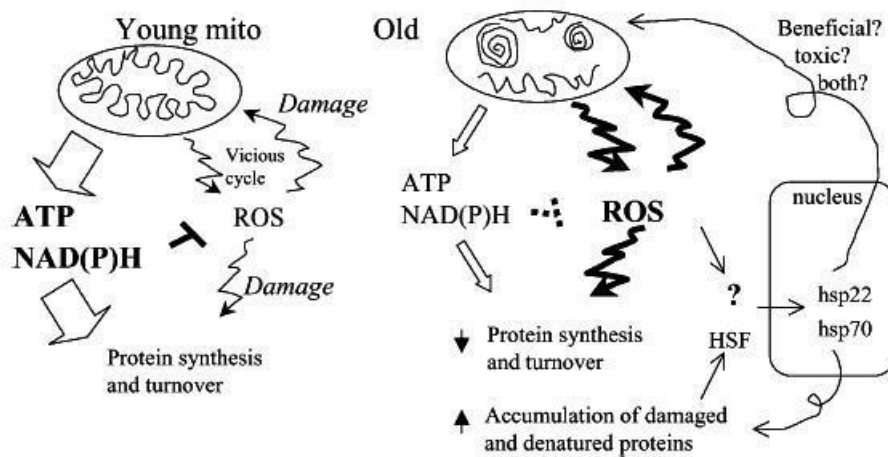 Young mito
Damage
Vicious
cycle
ATP
NAD(P)H
ROS
Damage
Protein synthesis
and turnover
Old
Beneficial?
toxic?
both?
ATP
NAD(P)H
ROS
nucleus
?
hsp22
HSF
hsp70
Protein synthesis
and turnover
Accumulation of damaged
and denatured proteins